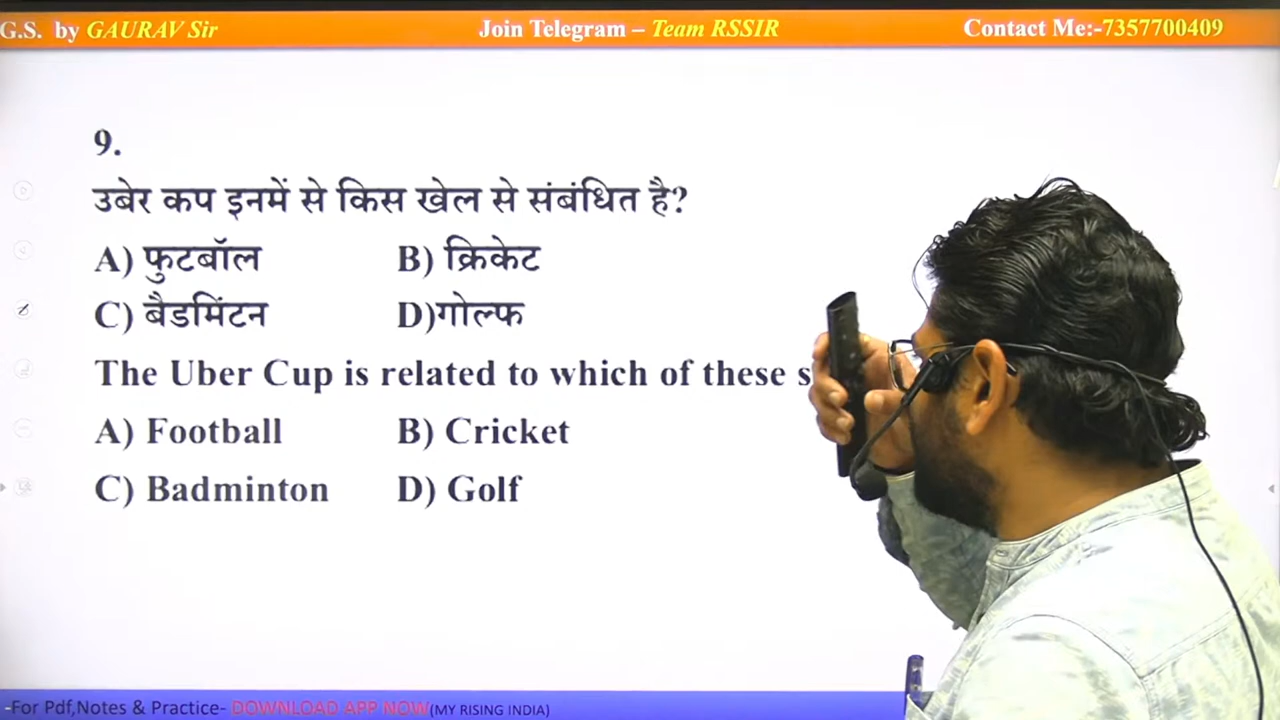 G.S. by GAURAV Sir
Join Telegram – Team RSSIR
Contact Me:-7357700409
9.
उबेर कप इनमें से किस खेल से संबंधित है?
A) फुटबॉल B) क्रिकेट
C) बैडमिंटन D)गोल्फ
The Uber Cup is related to which of these
A) Football B) Cricket
C) Badminton D) Golf
-For Pdf,Notes & Practice- DOWNLOAD APP NOW(MY RISING INDIA)